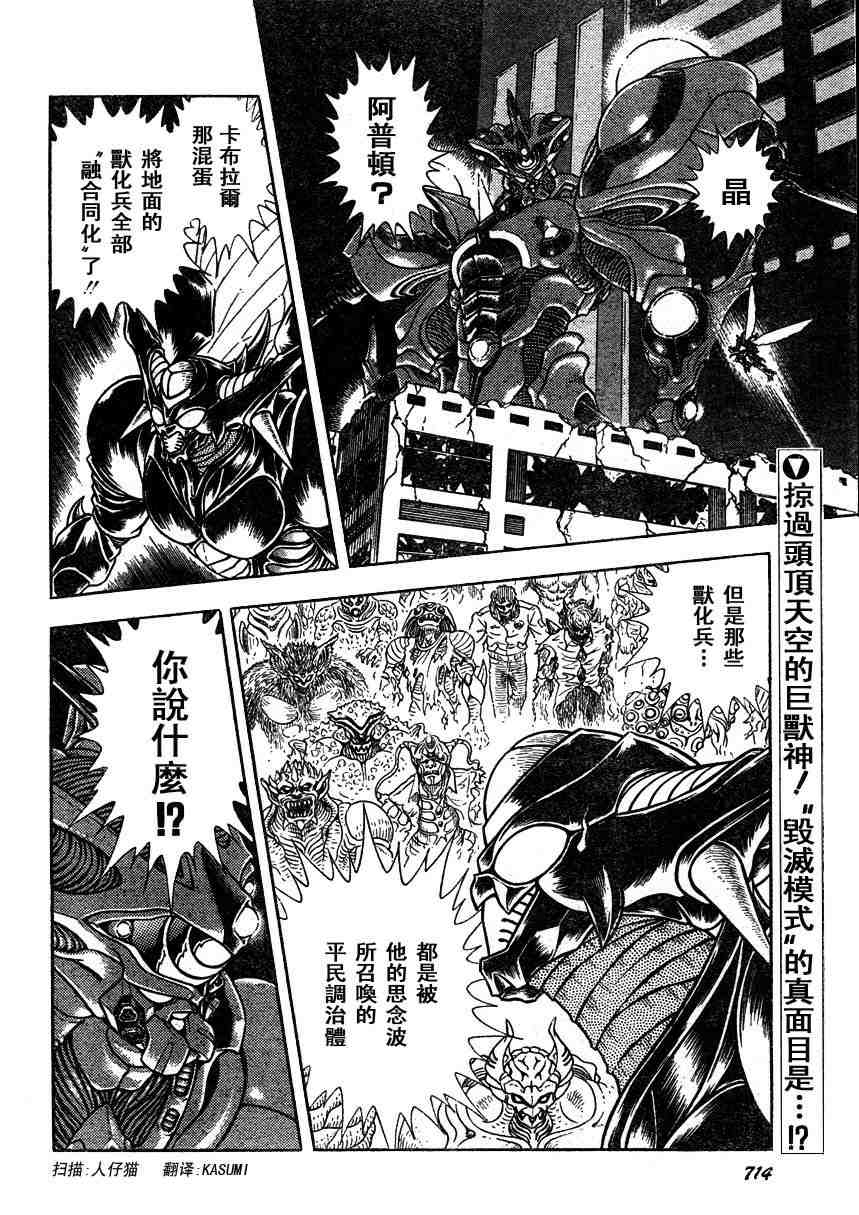 晶
阿普頓？
卡布拉爾
那混蛋
將地面的
獸化兵全部
“融合同化”了!!
▼掠過頭頂天空的巨獸神！“毀滅模式”的真面目是…!?
但是那些
獸化兵…
都是被
他的思念波
所召喚的
平民調治體
你說什麼!?
扫描:人仔猫 翻译:KASUMI
714